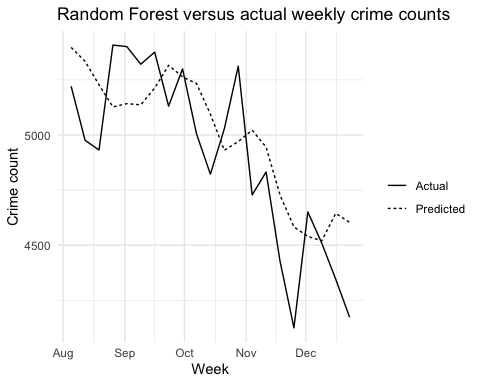 Random Forest versus actual weekly crime counts
5000
4500
Crime count
Aug Sep Oct Nov Dec
Week
Actual
Predicted